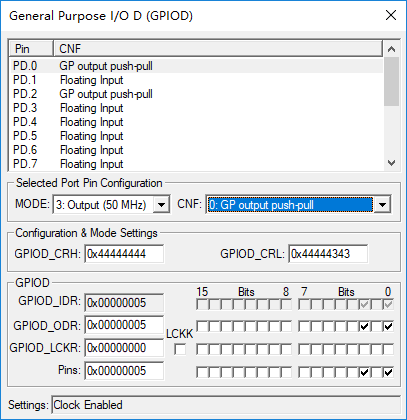 General Purpose I/O D (GPIOD)
Pin CNF
PD.0 GP output push-pull
PD.1 Floating Input
PD.2 GP output push-pull
PD.3 Floating Input
PD.4 Floating Input
PD.5 Floating Input
PD.6 Floating Input
PD.7 Floating Input
Selected Port Pin Configuration
MODE: 3: Output (50 MHz) CNF: 0: GP output push-pull
Configuration & Mode Settings
GPIOD_CRH: 0x44444444 GPIOD_CRL: 0x44444343
GPIOD
15 Bits 8 7 Bits 0
GPIOD_IDR: 0x00000005
GPIOD_ODR: 0x00000005
GPIOD_LCKR: 0x00000000 LCKK
Pins: 0x00000005
Settings: Clock Enabled